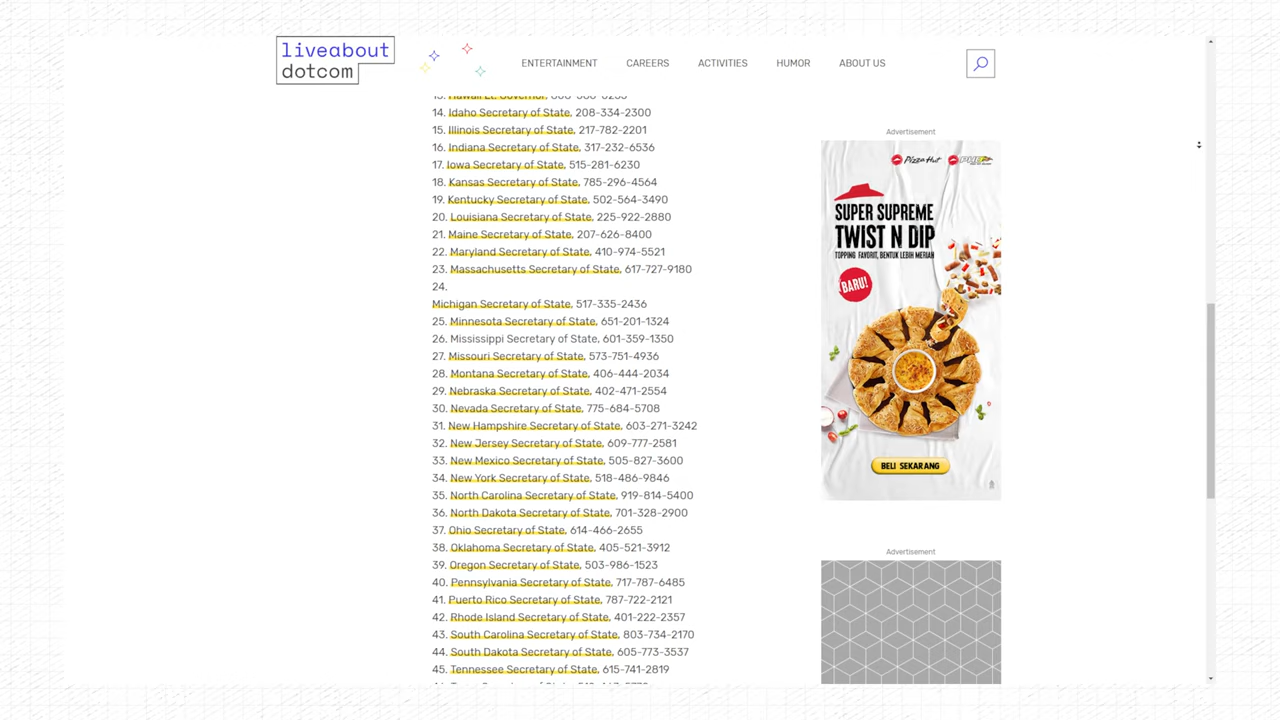 liveabout
dotcom
ENTERTAINMENT CAREERS ACTIVITIES HUMOR ABOUT US
14. Idaho Secretary of State, 208-334-2300
15. Illinois Secretary of State, 217-782-2201
16. Indiana Secretary of State, 317-232-6536
17. Iowa Secretary of State, 515-281-6230
18. Kansas Secretary of State, 785-296-4564
19. Kentucky Secretary of State, 502-564-3490
20. Louisiana Secretary of State, 225-922-2880
21. Maine Secretary of State, 207-626-8400
22. Maryland Secretary of State, 410-974-5521
23. Massachusetts Secretary of State, 617-727-9180
24.
Michigan Secretary of State, 517-335-2436
25. Minnesota Secretary of State, 651-201-1324
26. Mississippi Secretary of State, 601-359-1350
27. Missouri Secretary of State, 573-751-4936
28. Montana Secretary of State, 406-444-2034
29. Nebraska Secretary of State, 402-471-2554
30. Nevada Secretary of State, 775-684-5708
31. New Hampshire Secretary of State, 603-271-3242
32. New Jersey Secretary of State, 609-777-2581
33. New Mexico Secretary of State, 505-827-3600
34. New York Secretary of State, 518-486-9846
35. North Carolina Secretary of State, 919-814-5400
36. North Dakota Secretary of State, 701-328-2900
37. Ohio Secretary of State, 614-466-2655
38. Oklahoma Secretary of State, 405-521-3912
39. Oregon Secretary of State, 503-986-1523
40. Pennsylvania Secretary of State, 717-787-6485
41. Puerto Rico Secretary of State, 787-722-2121
42. Rhode Island Secretary of State, 401-222-2357
43. South Carolina Secretary of State, 803-734-2170
44. South Dakota Secretary of State, 605-773-3537
45. Tennessee Secretary of State, 615-741-2819
Advertisement
Pizza Hut
SUPER SUPREME
TWIST N DIP
TOPPING FAVORIT, BENTUK LEBIH MERIAH
BARU!
BELI SEKARANG
Advertisement